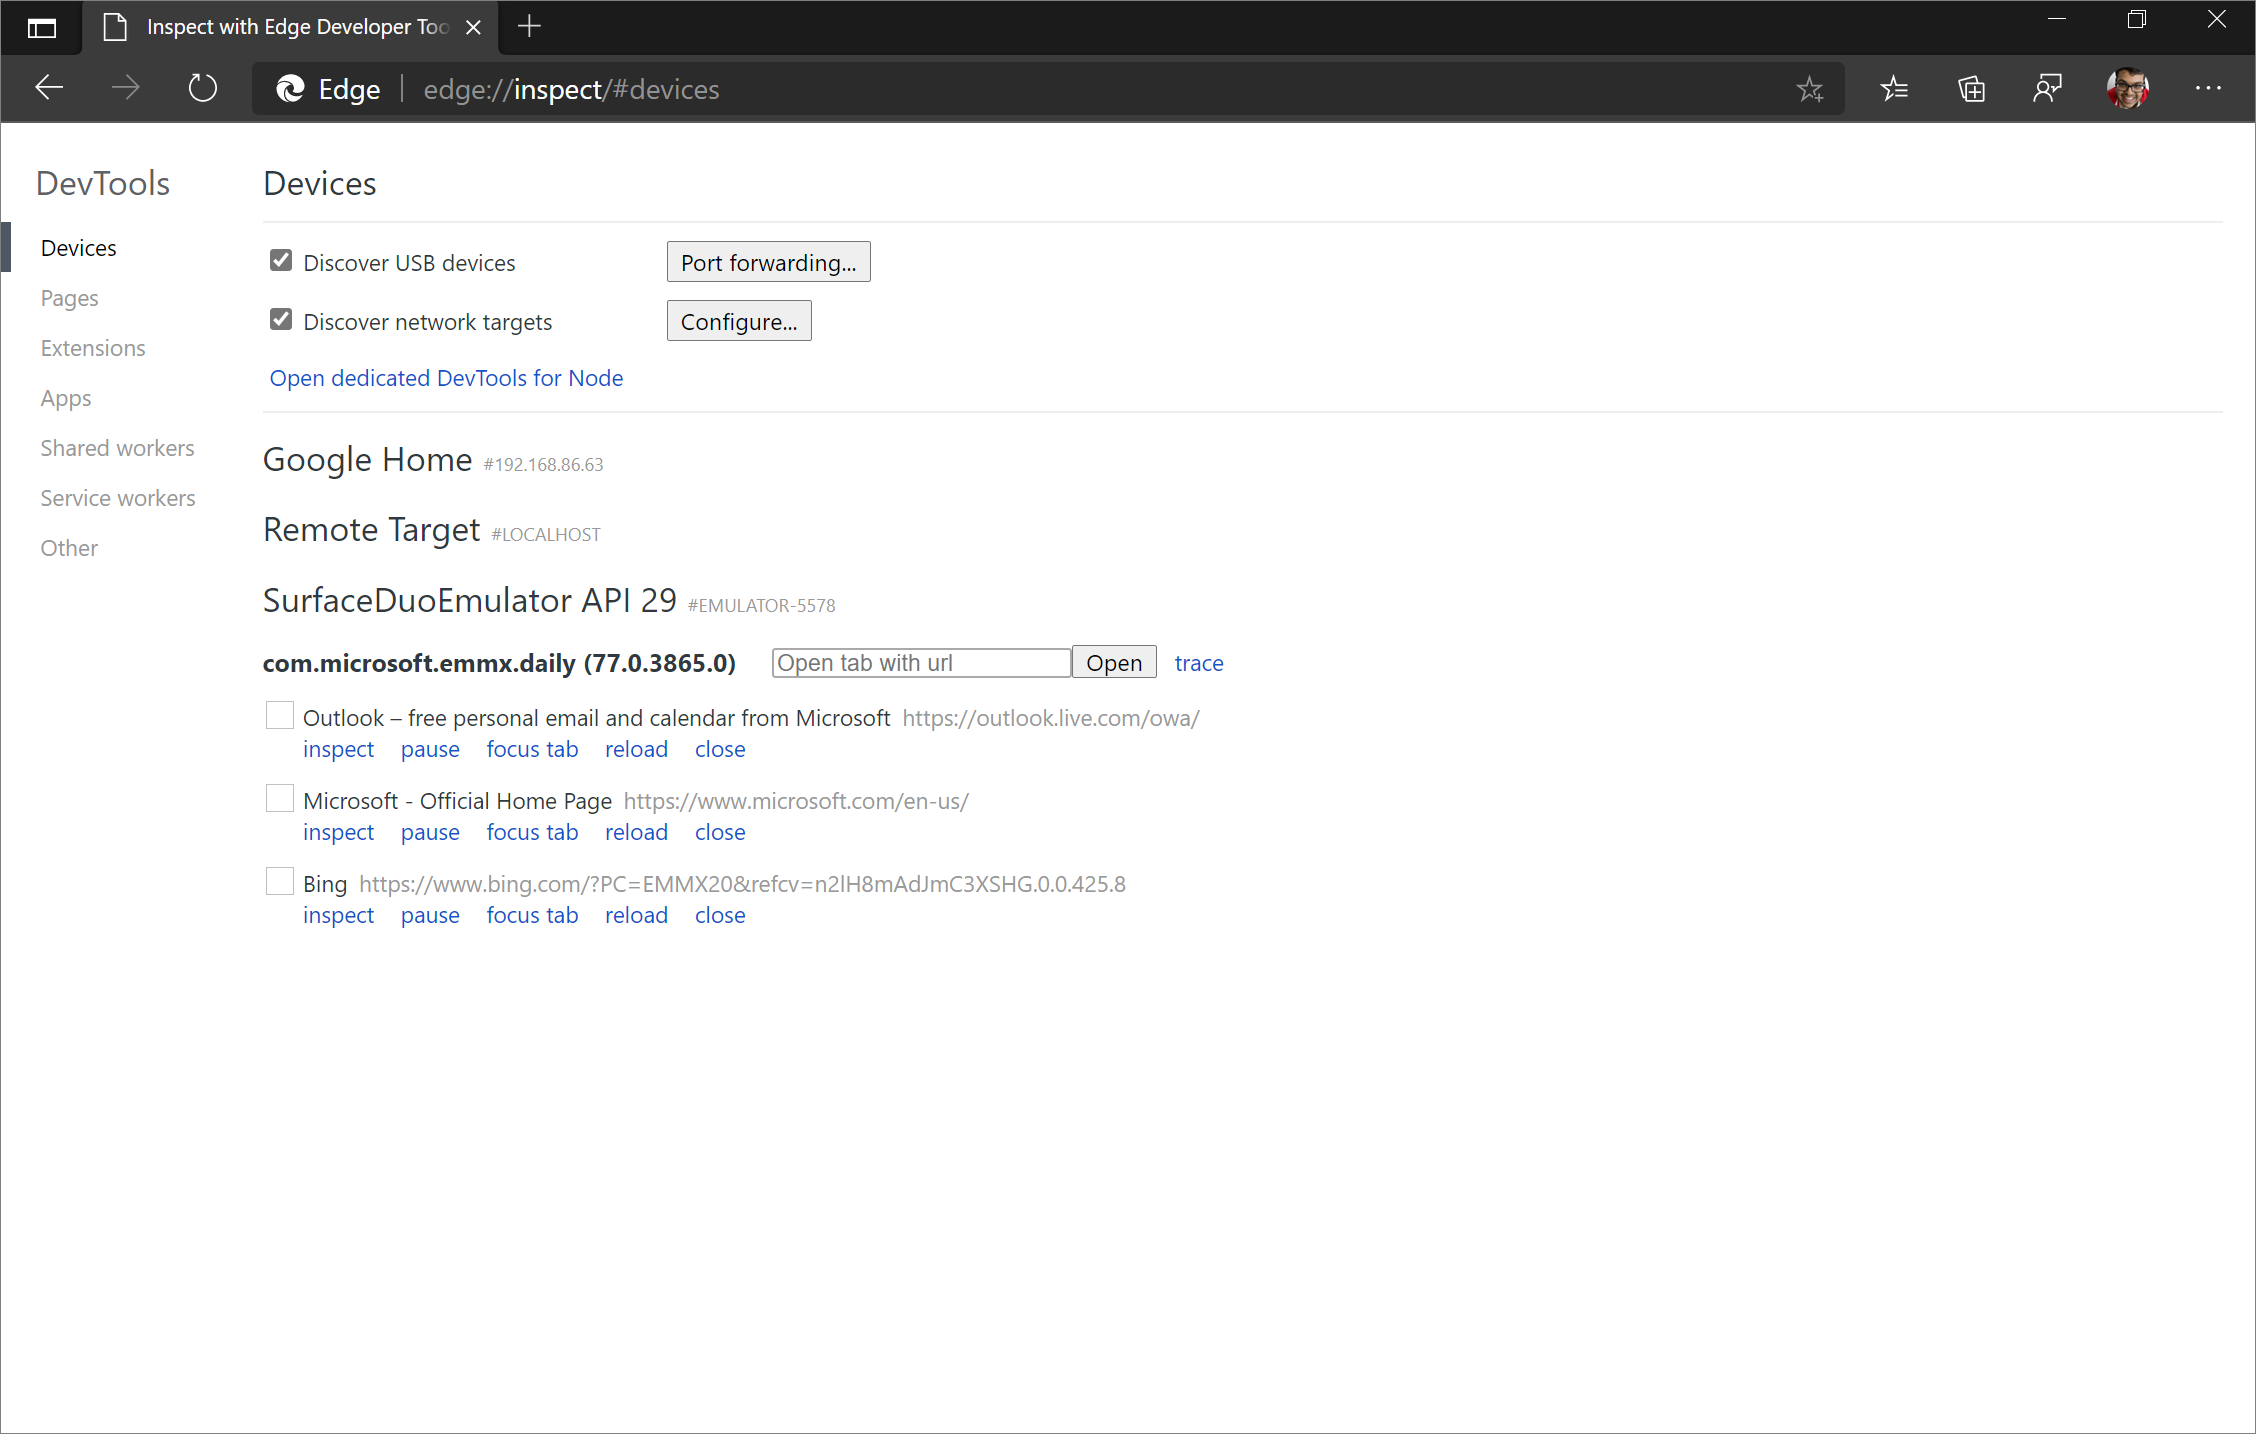 Inspect with Edge Developer Too
Edge | edge://inspect/#devices
DevTools
Devices
Pages
Extensions
Apps
Shared workers
Service workers
Other
Devices
Discover USB devices Port forwarding...
Discover network targets Configure...
Open dedicated DevTools for Node
Google Home #192.168.86.63
Remote Target #LOCALHOST
SurfaceDuoEmulator API 29 #EMULATOR-5578
com.microsoft.emmx.daily (77.0.3865.0) Open tab with url Open trace
Outlook – free personal email and calendar from Microsoft https://outlook.live.com/owa/
inspect pause focus tab reload close
Microsoft - Official Home Page https://www.microsoft.com/en-us/
inspect pause focus tab reload close
Bing https://www.bing.com/?PC=EMMX20&refcv=n2lH8mAdJmC3XSHG.0.0.425.8
inspect pause focus tab reload close